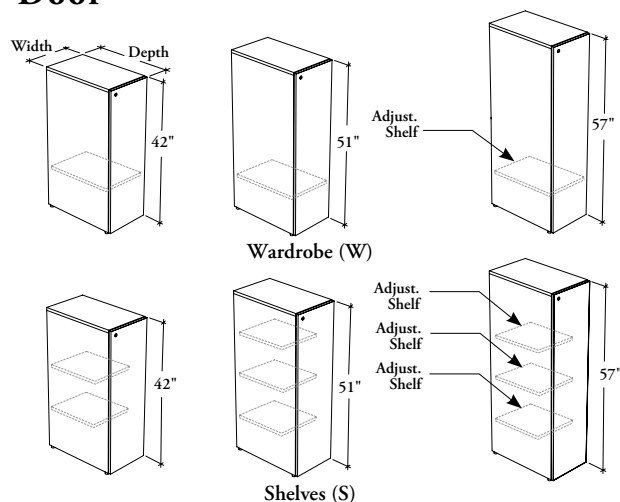 Door
Width
Depth
42"
51"
Adjust.
Shelf
57"
Wardrobe (W)
42"
51"
Adjust.
Shelf
Adjust.
Shelf
Adjust.
Shelf
57"
Shelves (S)